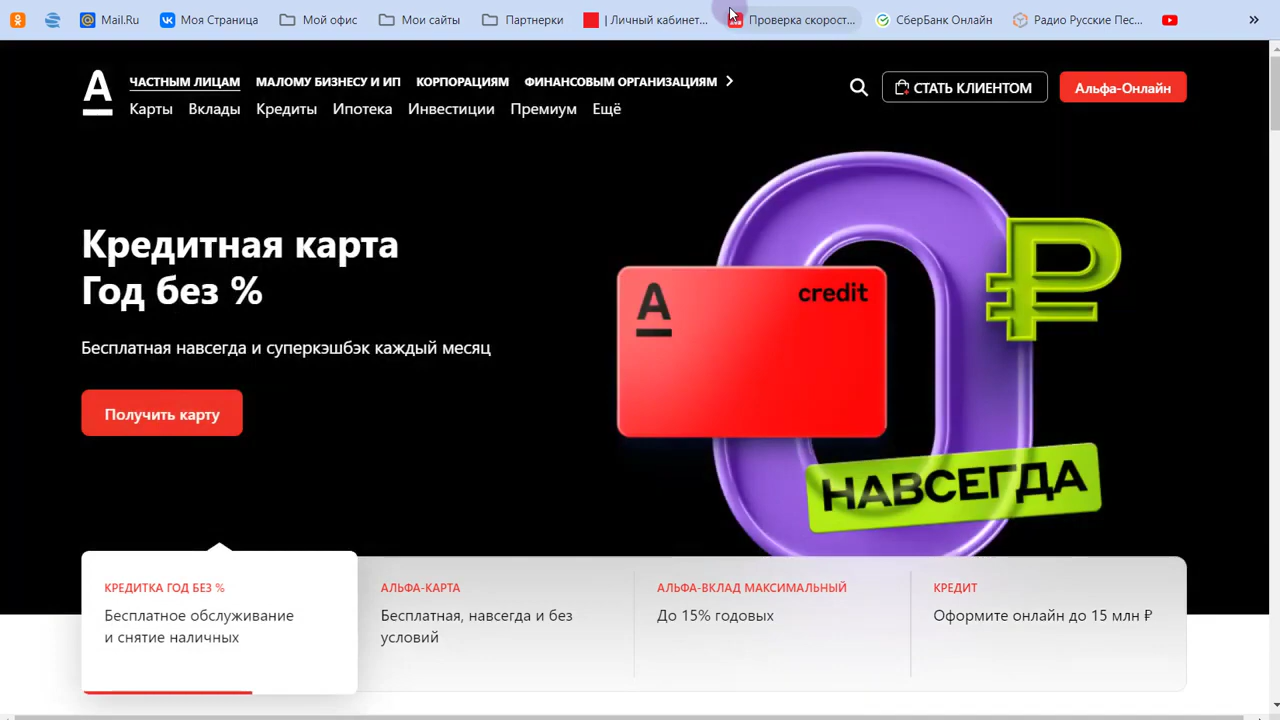 Mail.Ru
Моя Страница
Мой офис
Мои сайты
Партнерки
| Личный кабинет...
Проверка скорост...
СберБанк Онлайн
Радио Русские Пес...
»
А
ЧАСТНЫМ ЛИЦАМ
МАЛОМУ БИЗНЕСУ И ИП
КОРПОРАЦИЯМ
ФИНАНСОВЫМ ОРГАНИЗАЦИЯМ
СТАТЬ КЛИЕНТОМ
Альфа-Онлайн
Карты
Вклады
Кредиты
Ипотека
Инвестиции
Премиум
Ещё
Кредитная карта
Год без %
Бесплатная навсегда и суперкэшбэк каждый месяц
Получить карту
0 ₽
А
credit
НАВСЕГДА
КРЕДИТКА ГОД БЕЗ %
Бесплатное обслуживание
и снятие наличных
АЛЬФА-КАРТА
Бесплатная, навсегда и без
условий
АЛЬФА-ВКЛАД МАКСИМАЛЬНЫЙ
До 15% годовых
КРЕДИТ
Оформите онлайн до 15 млн ₽